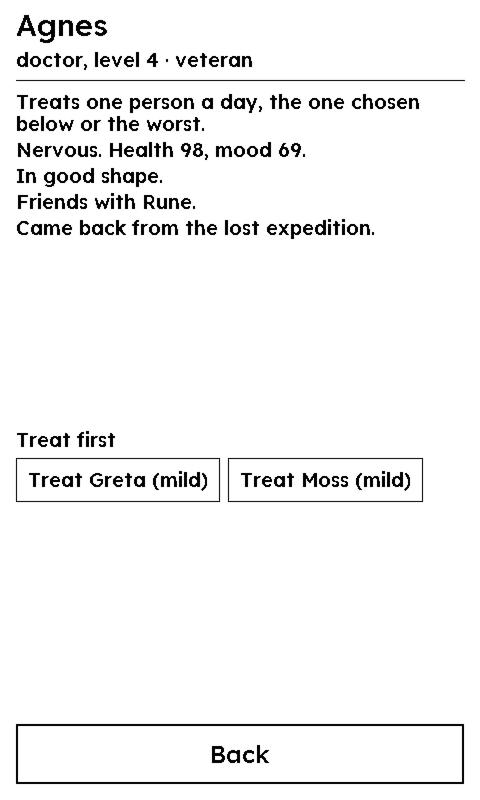 Agnes
doctor, level 4 · veteran
Treats one person a day, the one chosen
below or the worst.
Nervous. Health 98, mood 69.
In good shape.
Friends with Rune.
Came back from the lost expedition.
Treat first
Treat Greta (mild)
Treat Moss (mild)
Back